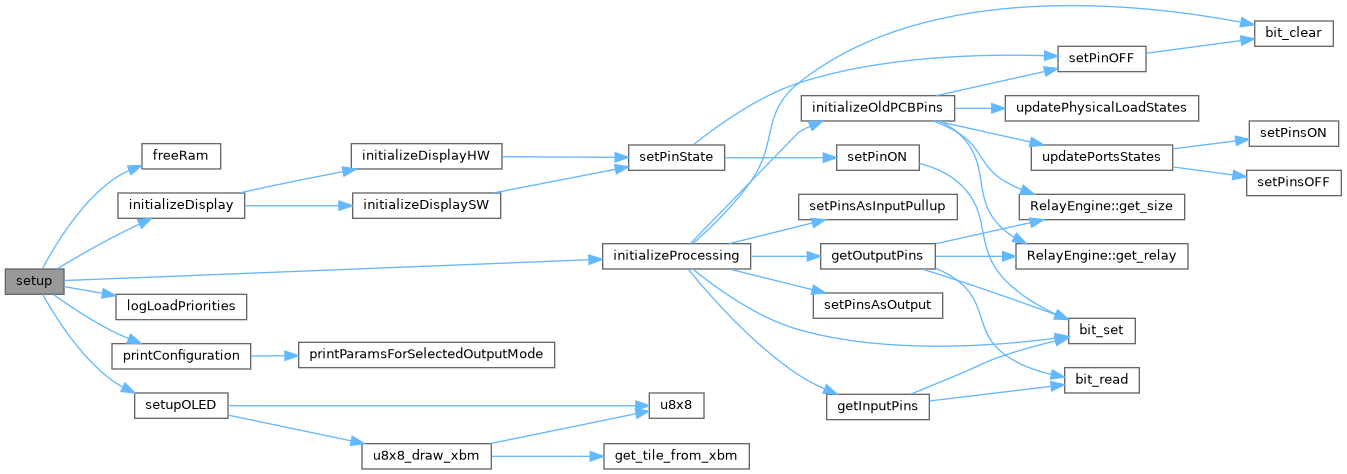 setup
freeRam
initializeDisplay
initializeDisplayHW
initializeDisplaySW
setPinState
setPinOFF
bit_clear
setPinON
bit_set
initializeProcessing
initializeOldPCBPins
updatePhysicalLoadStates
updatePortsStates
setPinsON
setPinsOFF
RelayEngine::get_size
RelayEngine::get_relay
setPinsAsInputPullup
getOutputPins
setPinsAsOutput
getInputPins
bit_read
logLoadPriorities
printConfiguration
printParamsForSelectedOutputMode
setupOLED
u8x8
u8x8_draw_xbm
get_tile_from_xbm